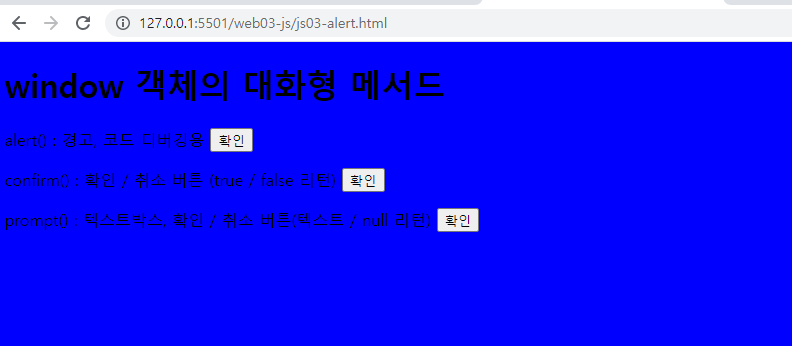 127.0.0.1:5501/web03-js/js03-alert.html
window 객체의 대화형 메서드
alert() : 경고, 코드 디버깅용 확인
confirm() : 확인 / 취소 버튼 (true / false 리턴) 확인
prompt() : 텍스트박스, 확인 / 취소 버튼(텍스트 / null 리턴) 확인